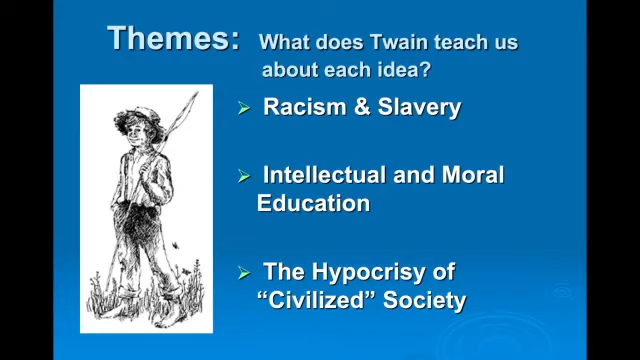 Themes: What does Twain teach us
about each idea?
Racism & Slavery
Intellectual and Moral
Education
The Hypocrisy of
“Civilized” Society